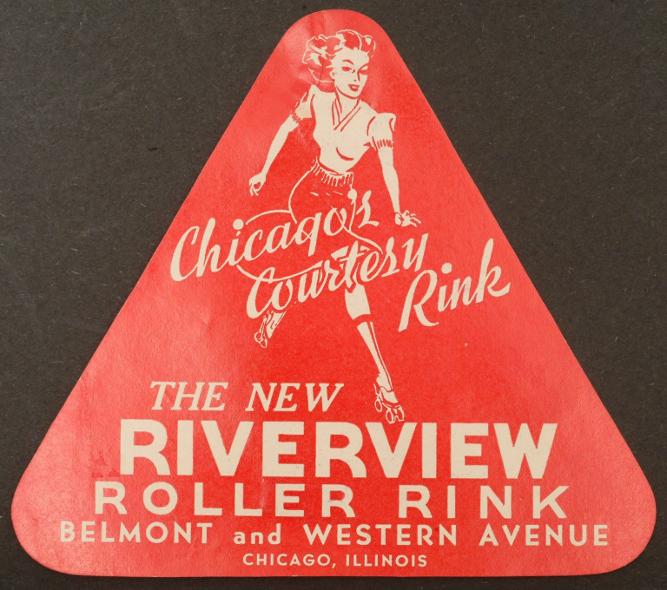 Chicago's
Courtesy
Rink
THE NEW
RIVERVIEW
ROLLER RINK
BELMONT and WESTERN AVENUE
CHICAGO, ILLINOIS